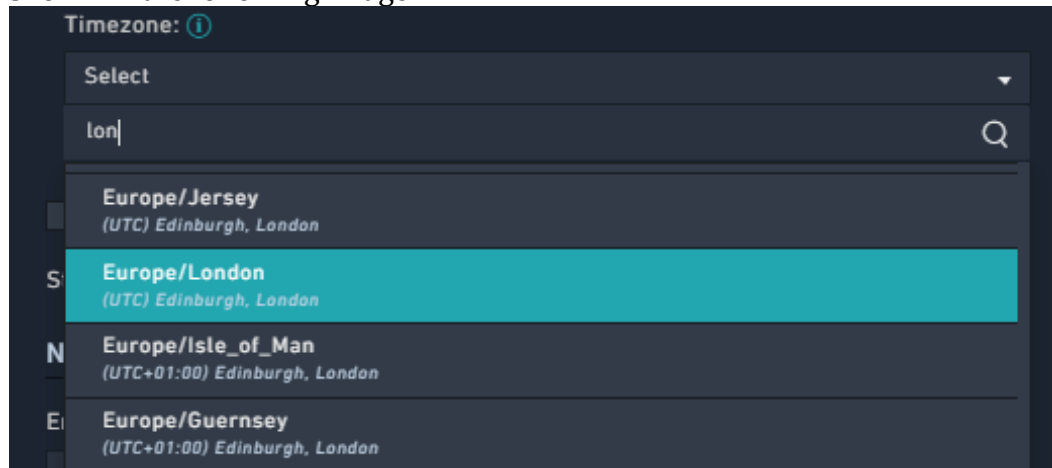 Timezone:
Select
lon
Europe/Jersey
(UTC) Edinburgh, London
Europe/London
(UTC) Edinburgh, London
Europe/Isle_of_Man
(UTC+01:00) Edinburgh, London
Europe/Guernsey
(UTC+01:00) Edinburgh, London